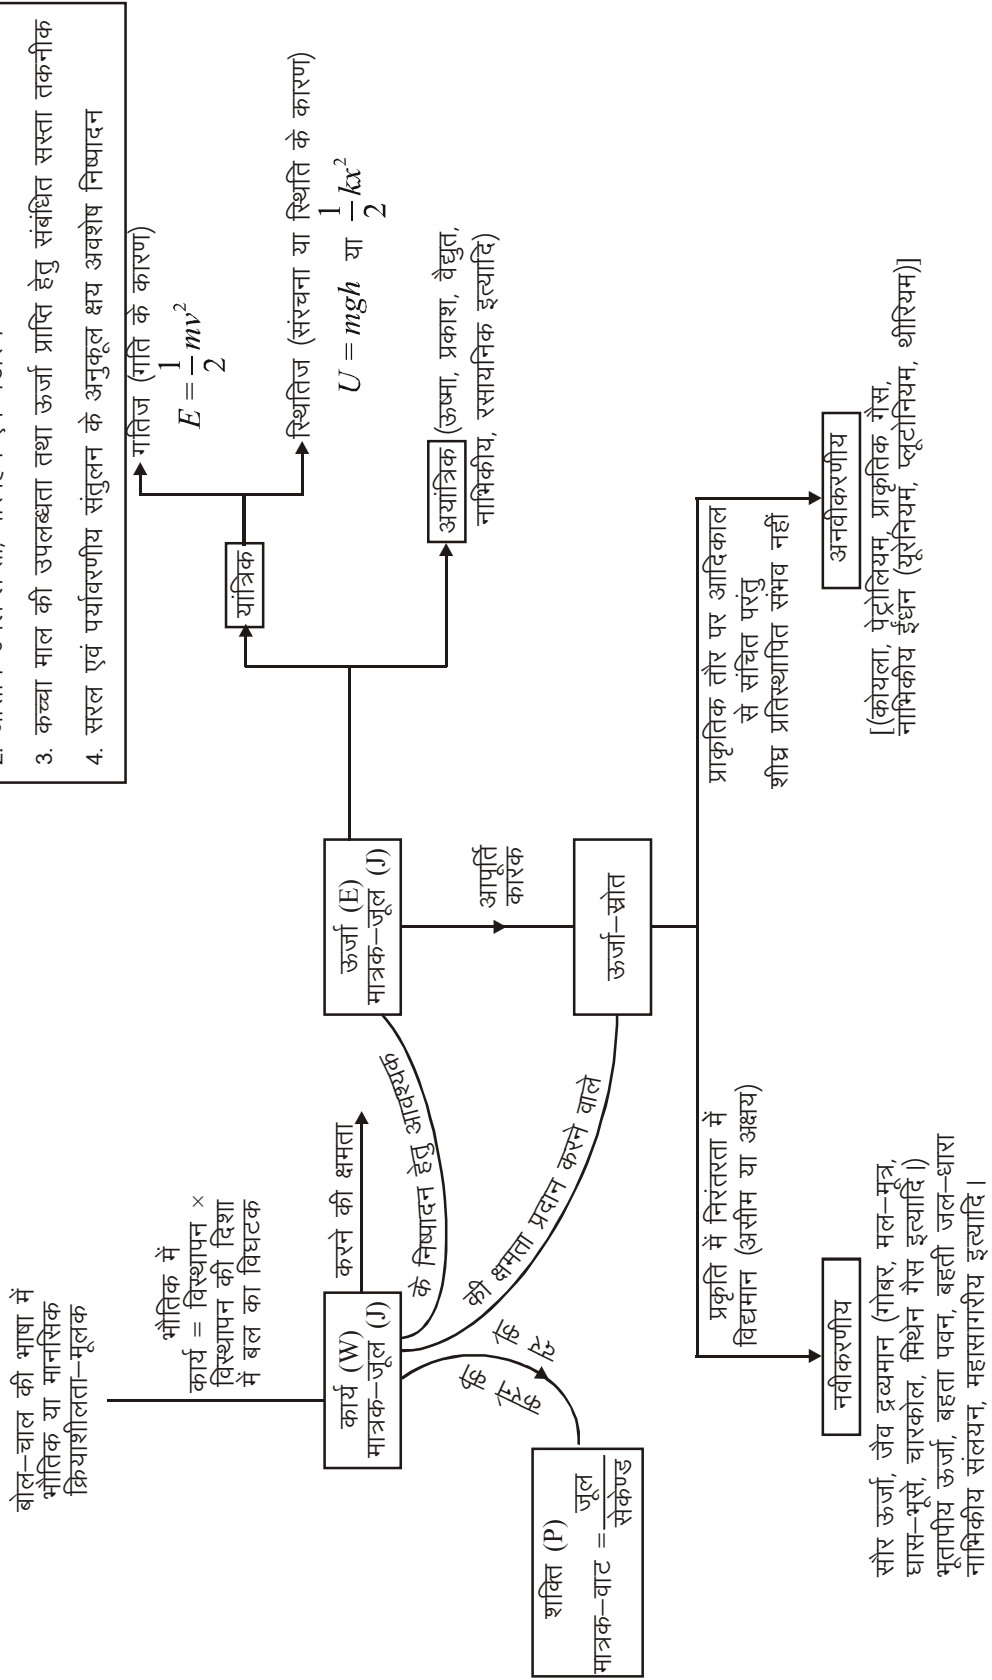 3. कच्चा माल की उपलब्धता तथा ऊर्जा प्राप्ति हेतु संबंधित सस्ता तकनीक
4. सरल एवं पर्यावरणीय संतुलन के अनुकूल क्षय अवशेष निष्पादन
बोल–चाल की भाषा में
भौतिक या मानसिक
क्रियाशीलता–मूलक
भौतिक में
कार्य = विस्थापन ×
विस्थापन की दिशा
में बल का विघटक
कार्य (W)
मात्रक–जूल (J)
करने की क्षमता
के निष्पादन हेतु आवश्यक
की क्षमता प्रदान करने वाले
करने की
दर को
शक्ति (P)
मात्रक–वाट = जूल / सेकेण्ड
ऊर्जा (E)
मात्रक–जूल (J)
आपूर्ति
कारक
ऊर्जा–स्रोत
यांत्रिक
गतिज (गति के कारण)
E = 1/2 mv²
स्थितिज (संरचना या स्थिति के कारण)
U = mgh या 1/2 kx²
अयांत्रिक (ऊष्मा, प्रकाश, वैद्युत,
नाभिकीय, रसायनिक इत्यादि)
प्रकृति में निरंतरता में
विद्यमान (असीम या अक्षय)
नवीकरणीय
सौर ऊर्जा, जैव द्रव्यमान (गोबर, मल–मूत्र,
घास–भूसे, चारकोल, मिथेन गैस इत्यादि।)
भूतापीय ऊर्जा, बहता पवन, बहती जल–धारा
नाभिकीय संलयन, महासागरीय इत्यादि।
प्राकृतिक तौर पर आदिकाल
से संचित परंतु
शीघ्र प्रतिस्थापित संभव नहीं
अनवीकरणीय
[(कोयला, पेट्रोलियम, प्राकृतिक गैस,
नाभिकीय ईंधन (यूरेनियम, प्लूटोनियम, थोरियम)]